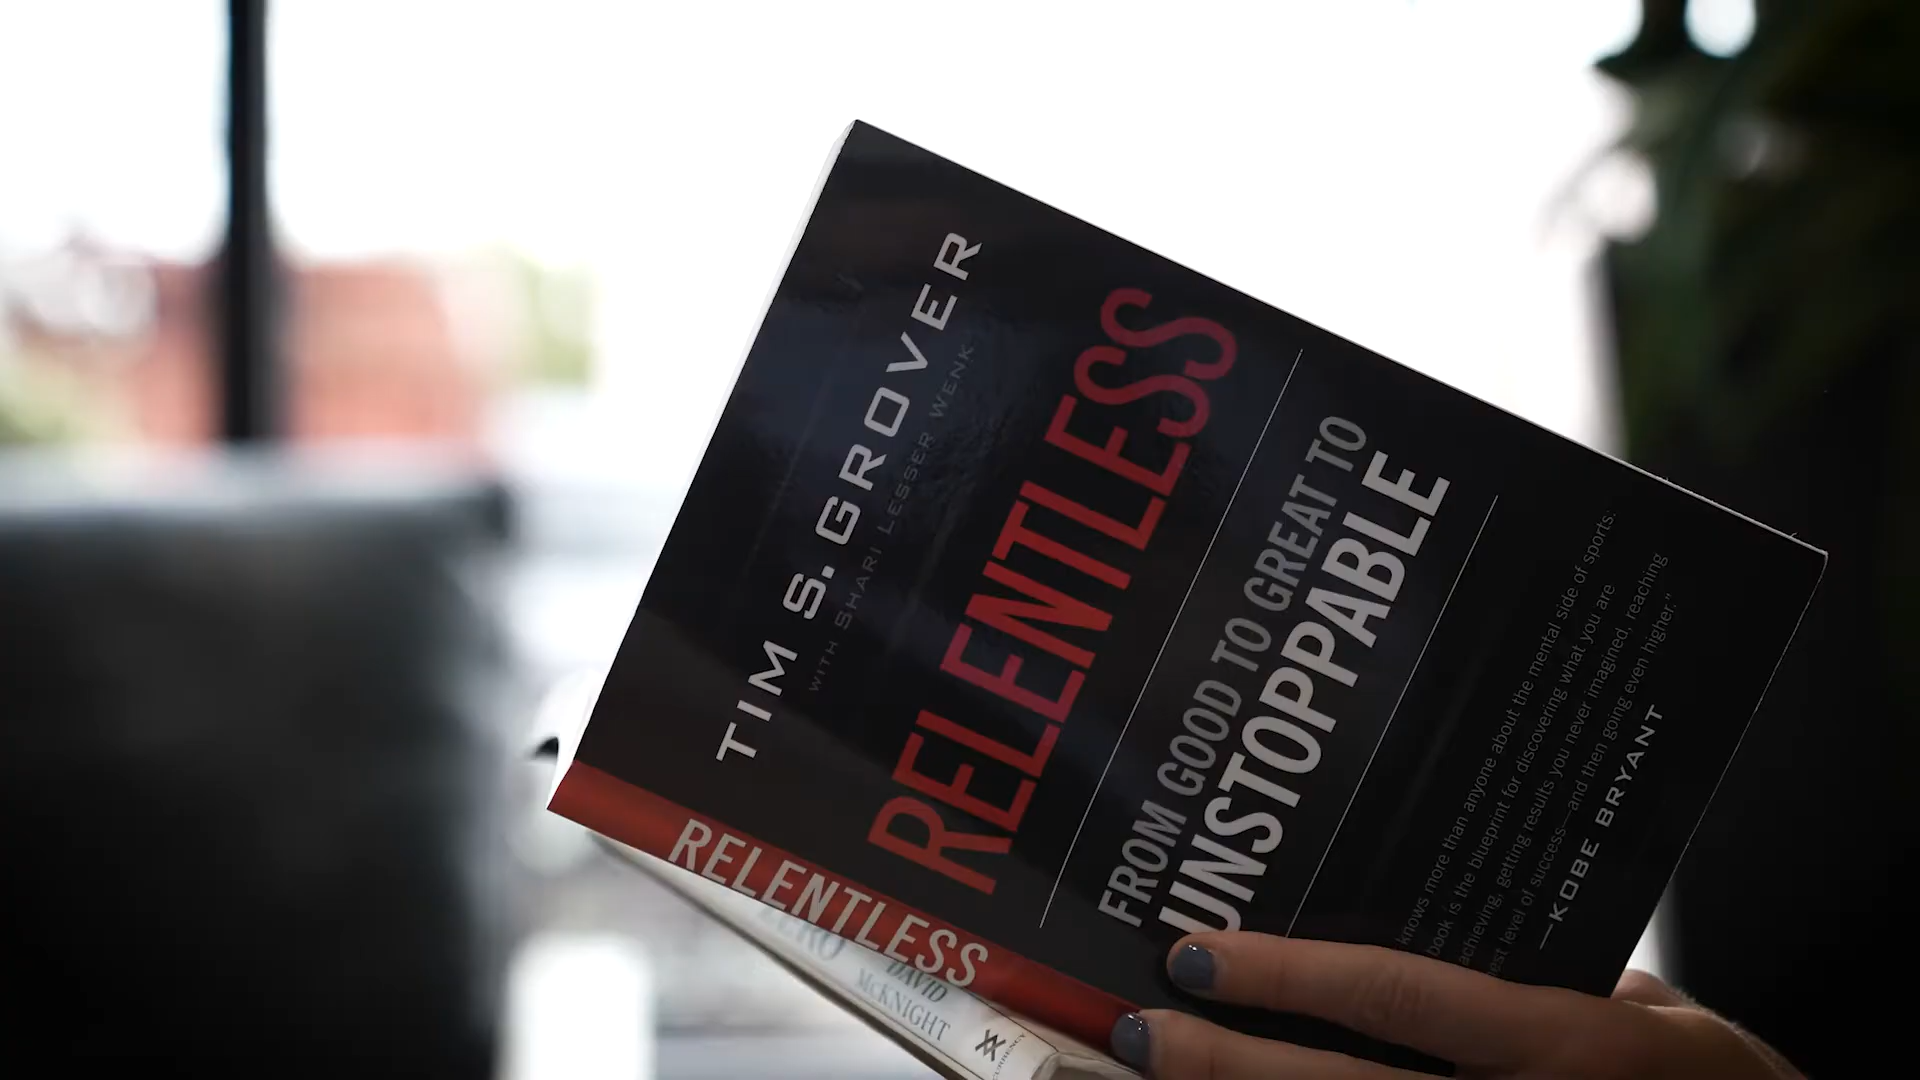 TIM S. GROVER
WITH SHARI LESSER WENK
RELENTLESS
FROM GOOD TO GREAT TO
UNSTOPPABLE
knows more than anyone about the mental side of sports:
book is the blueprint for discovering what you are
achieving, getting results you never imagined, reaching
level of success—and then going even higher."
—KOBE BRYANT
RELENTLESS
ZERO
DAVID
McKNIGHT
CURRENCY